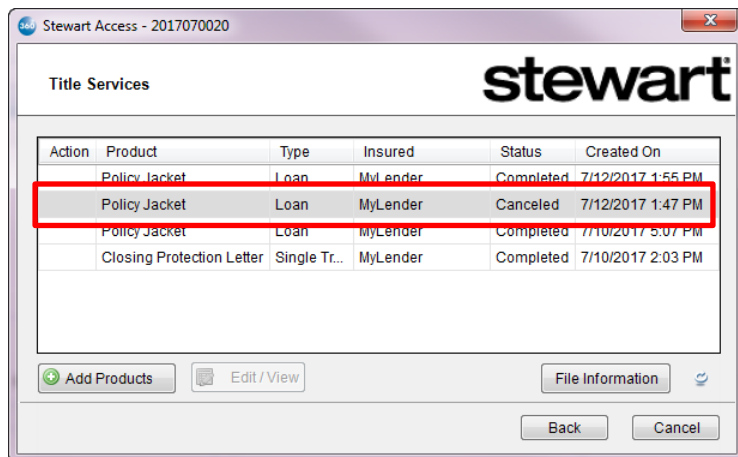 360 Stewart Access - 2017070020
Title Services
stewart
Action Product Type Insured Status Created On
Policy Jacket Loan MyLender Completed 7/12/2017 1:55 PM
Policy Jacket Loan MyLender Canceled 7/12/2017 1:47 PM
Policy Jacket Loan MyLender Completed 7/10/2017 5:07 PM
Closing Protection Letter Single Tr... MyLender Completed 7/10/2017 2:03 PM
Add Products Edit / View File Information
Back Cancel